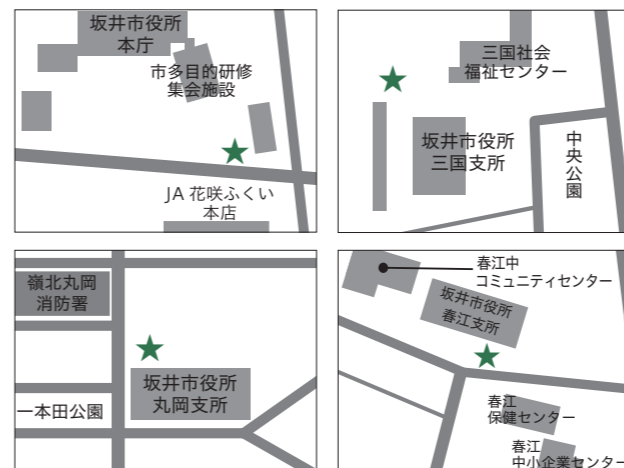 坂井市役所
本庁
市多目的研修
集会施設
JA 花咲ふくい
本店
三国社会
福祉センター
坂井市役所
三国支所
中央公園
嶺北丸岡
消防署
坂井市役所
丸岡支所
一本田公園
春江中
コミュニティセンター
坂井市役所
春江支所
春江
保健センター
春江
中小企業センター